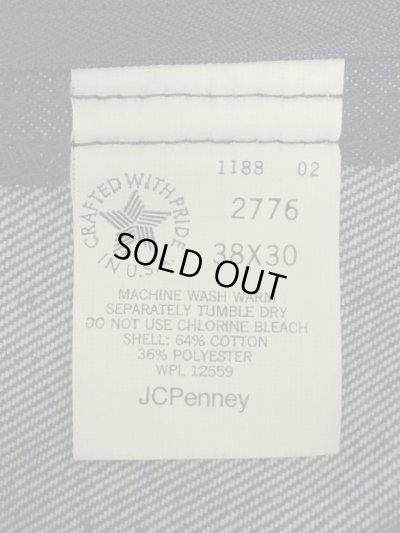 1188 02
2776
38X30
CRAFTED WITH PRIDE
IN U.S.A.
SOLD OUT
MACHINE WASH WARM
SEPARATELY TUMBLE DRY
DO NOT USE CHLORINE BLEACH
SHELL: 64% COTTON
36% POLYESTER
WPL 12559
JCPenney